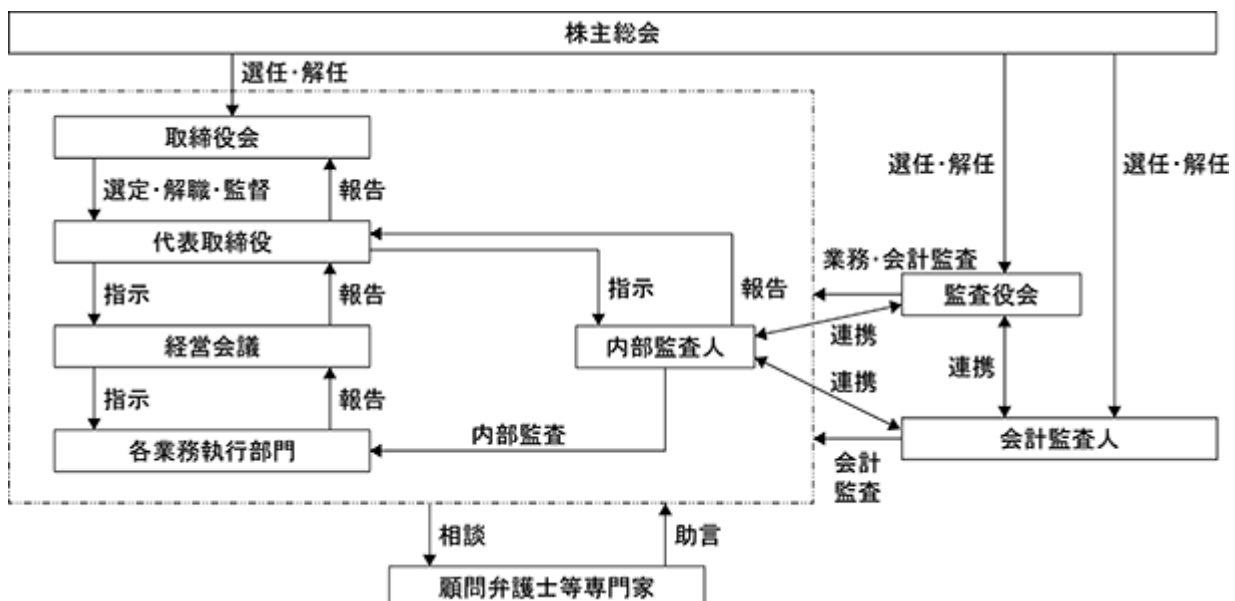 株主総会
選任・解任
取締役会
選任・解任
選任・解任
選定・解職・監督
報告
代表取締役
業務・会計監査
指示
報告
指示
報告
監査役会
経営会議
内部監査人
連携
連携
連携
指示
報告
内部監査
各業務執行部門
会計監査人
会計
監査
相談
助言
顧問弁護士等専門家